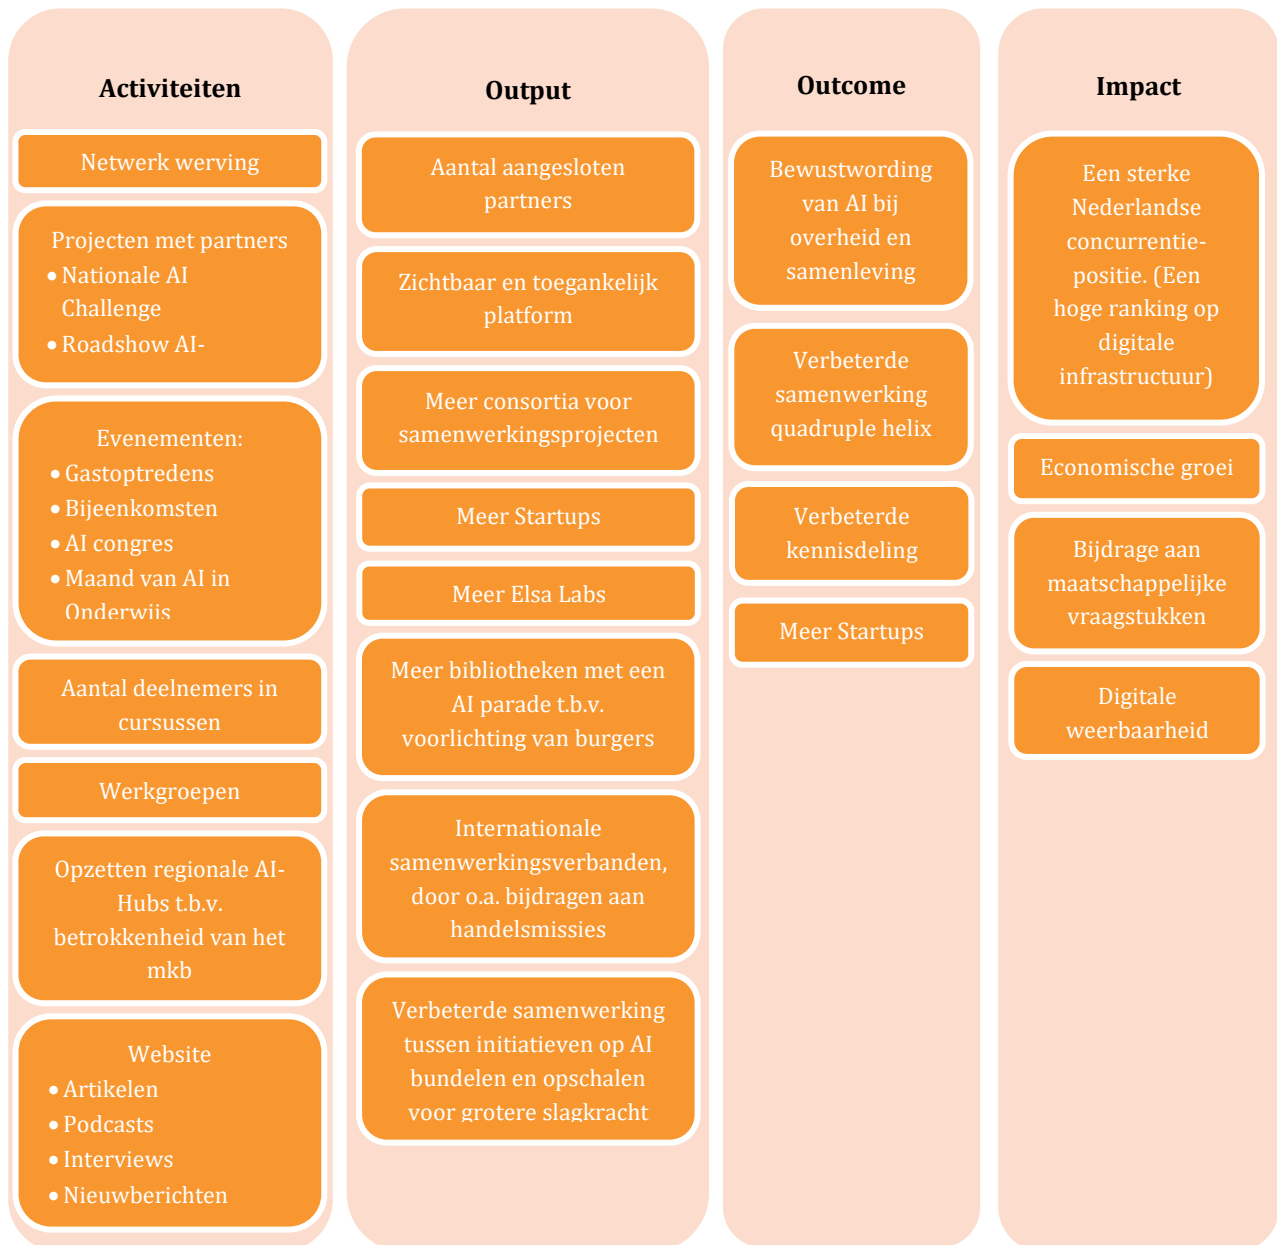 Activiteiten
Netwerk werving
Projecten met partners
• Nationale AI
Challenge
• Roadshow AI-
Evenementen:
• Gastoptredens
• Bijeenkomsten
• AI congres
• Maand van AI in
Onderwijs
Aantal deelnemers in
cursussen
Werkgroepen
Opzetten regionale AI-
Hubs t.b.v.
betrokkenheid van het
mkb
Website
• Artikelen
• Podcasts
• Interviews
• Nieuwberichten
Output
Aantal aangesloten
partners
Zichtbaar en toegankelijk
platform
Meer consortia voor
samenwerkingsprojecten
Meer Startups
Meer Elsa Labs
Meer bibliotheken met een
AI parade t.b.v.
voorlichting van burgers
Internationale
samenwerkingsverbanden,
door o.a. bijdragen aan
handelsmissies
Verbeterde samenwerking
tussen initiatieven op AI
bundelen en opschalen
voor grotere slagkracht
Outcome
Bewustwording
van AI bij
overheid en
samenleving
Verbeterde
samenwerking
quadruple helix
Verbeterde
kennisdeling
Meer Startups
Impact
Een sterke
Nederlandse
concurrentie-
positie. (Een
hoge ranking op
digitale
infrastructuur)
Economische groei
Bijdrage aan
maatschappelijke
vraagstukken
Digitale
weerbaarheid